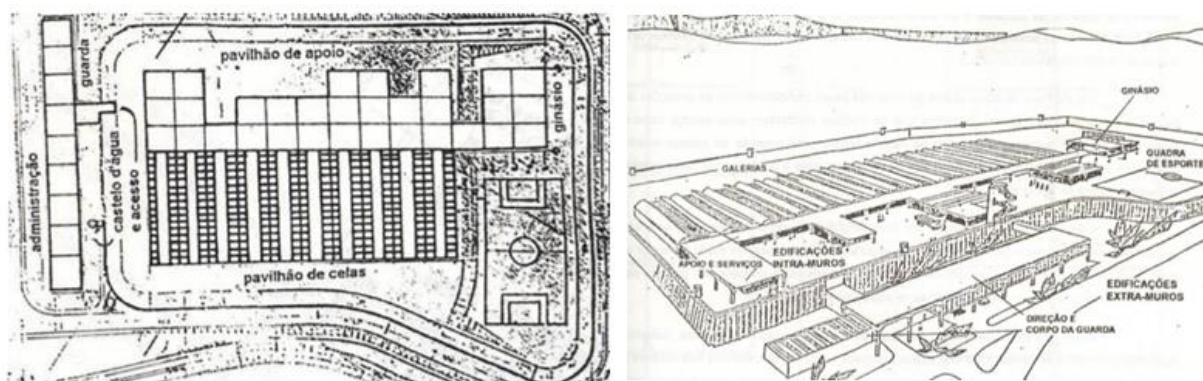 pavilhão de apoio
guarda
ginásio
administração
castelo d'água
e acesso
pavilhão de celas
GINÁSIO
GALERIAS
QUADRA
DE ESPORTE
APOIO E SERVIÇOS
EDIFICAÇÕES
INTRA-MUROS
EDIFICAÇÕES
EXTRA-MUROS
DIREÇÃO E
CORPO DA GUARDA